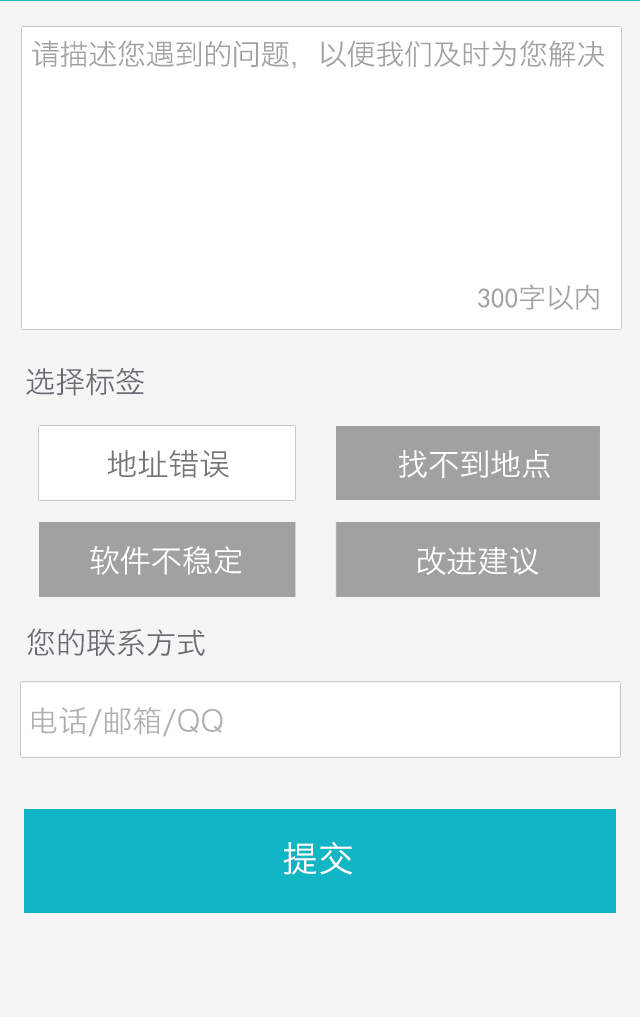 请描述您遇到的问题，以便我们及时为您解决
300字以内
选择标签
地址错误
找不到地点
软件不稳定
改进建议
您的联系方式
电话/邮箱/QQ
提交